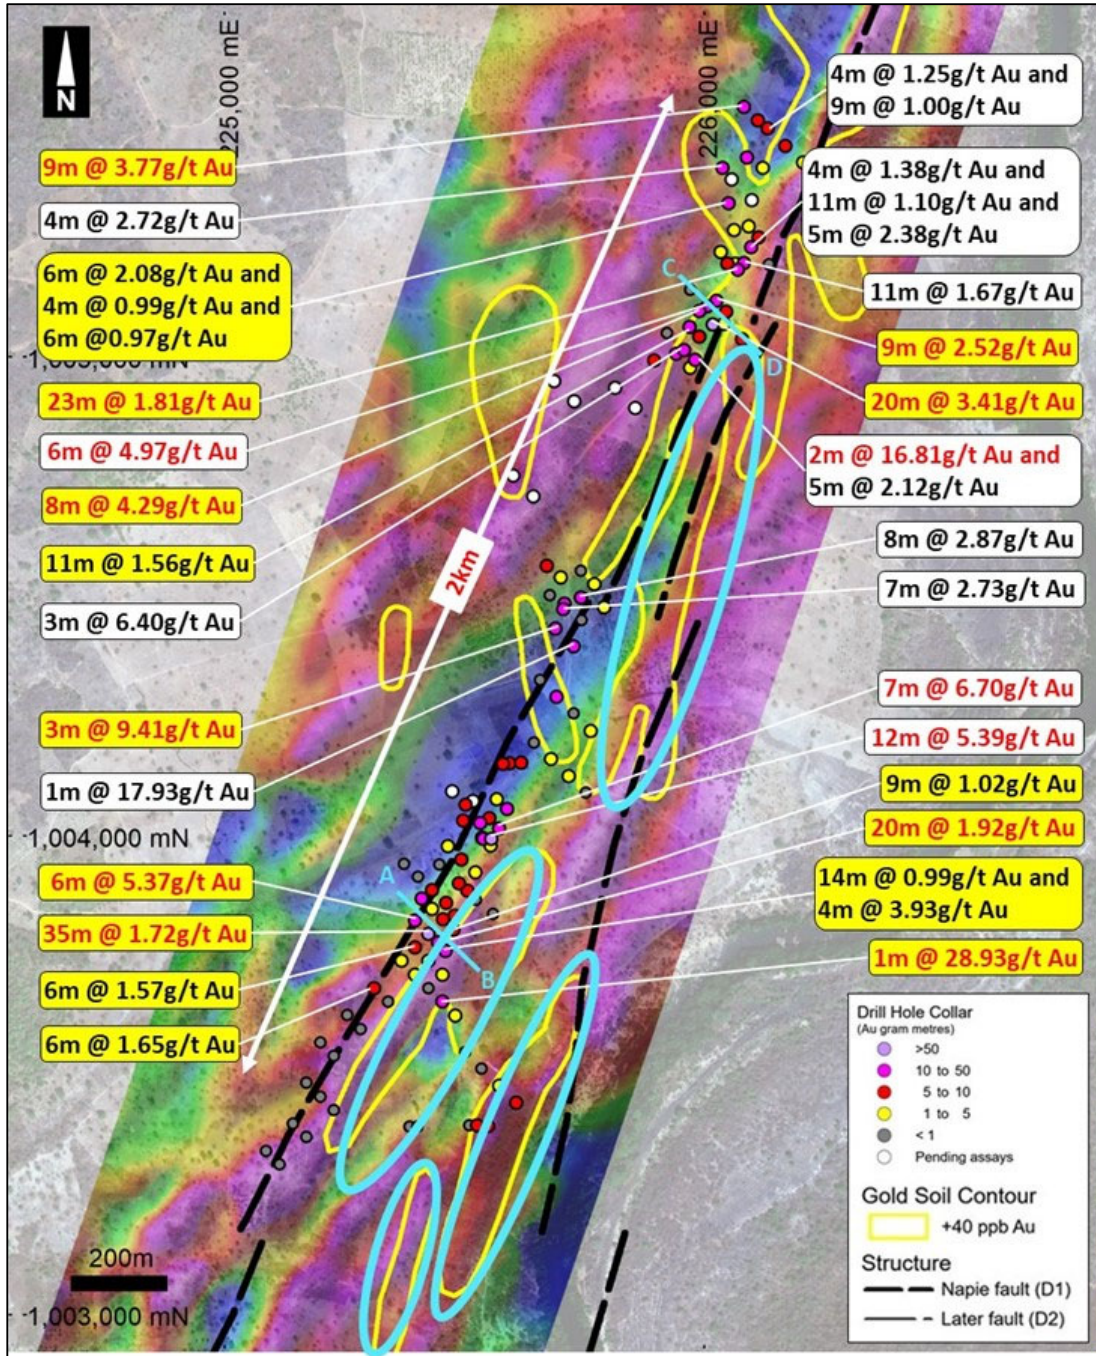 N
225,000 mE
226,000 mE
4m @ 1.25g/t Au and
9m @ 1.00g/t Au
9m @ 3.77g/t Au
4m @ 1.38g/t Au and
11m @ 1.10g/t Au and
5m @ 2.38g/t Au
4m @ 2.72g/t Au
6m @ 2.08g/t Au and
4m @ 0.99g/t Au and
6m @0.97g/t Au
C
11m @ 1.67g/t Au
9m @ 2.52g/t Au
D
23m @ 1.81g/t Au
20m @ 3.41g/t Au
6m @ 4.97g/t Au
2m @ 16.81g/t Au and
5m @ 2.12g/t Au
8m @ 4.29g/t Au
8m @ 2.87g/t Au
11m @ 1.56g/t Au
2km
7m @ 2.73g/t Au
3m @ 6.40g/t Au
7m @ 6.70g/t Au
3m @ 9.41g/t Au
12m @ 5.39g/t Au
1m @ 17.93g/t Au
9m @ 1.02g/t Au
1,004,000 mN
20m @ 1.92g/t Au
6m @ 5.37g/t Au
A
14m @ 0.99g/t Au and
4m @ 3.93g/t Au
35m @ 1.72g/t Au
B
1m @ 28.93g/t Au
6m @ 1.57g/t Au
6m @ 1.65g/t Au
Drill Hole Collar
(Au gram metres)
>50
10 to 50
5 to 10
1 to 5
< 1
Pending assays
Gold Soil Contour
+40 ppb Au
Structure
Napie fault (D1)
Later fault (D2)
200m
1,003,000 mN